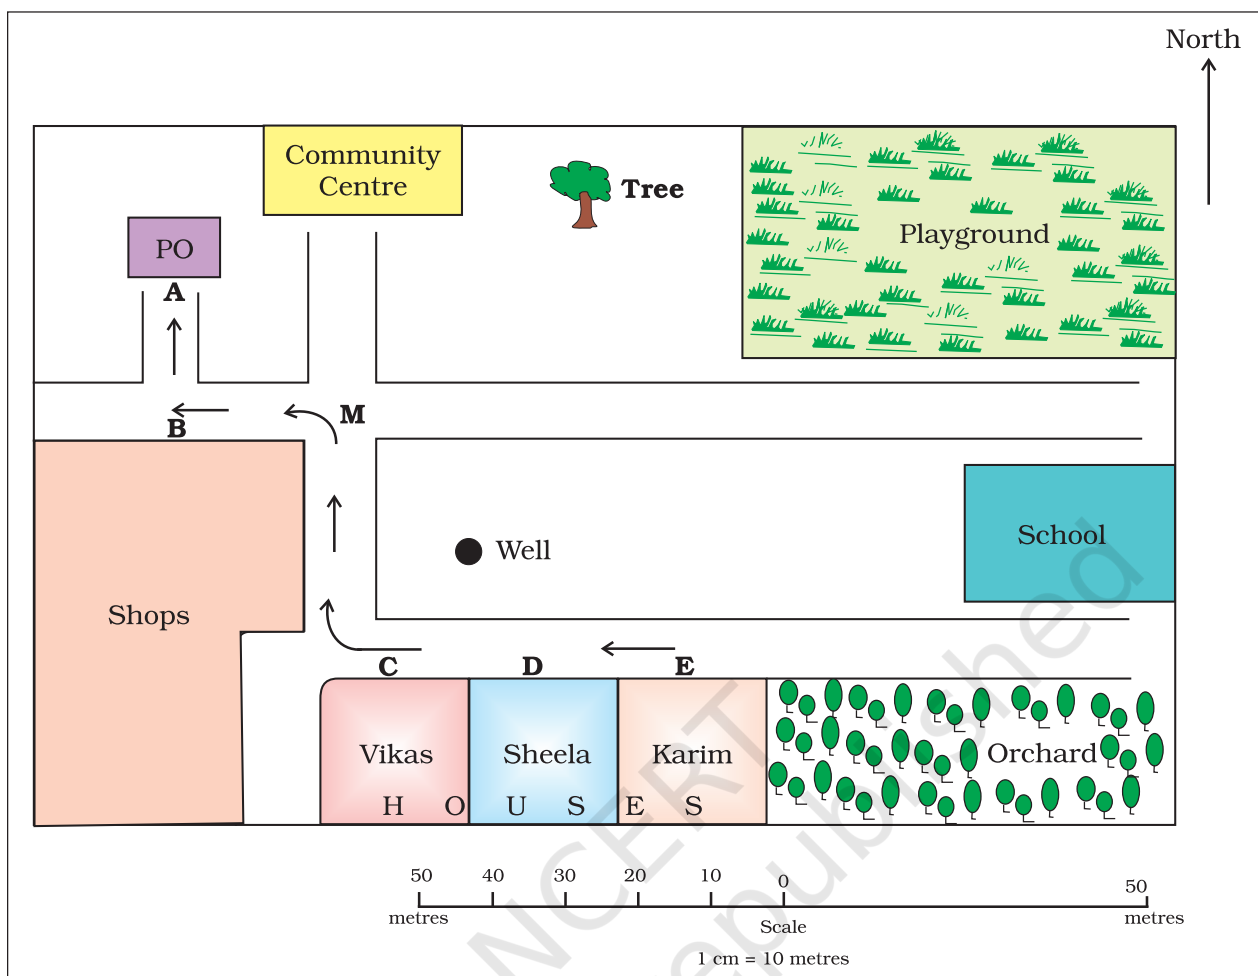 North
Community
Centre
Tree
PO
Playground
A
M
B
School
Well
Shops
C
D
E
Vikas
Sheela
Karim
Orchard
H O U S E S
50 40 30 20 10 0 50
metres
metres
Scale
1 cm = 10 metres
NCERT
republished